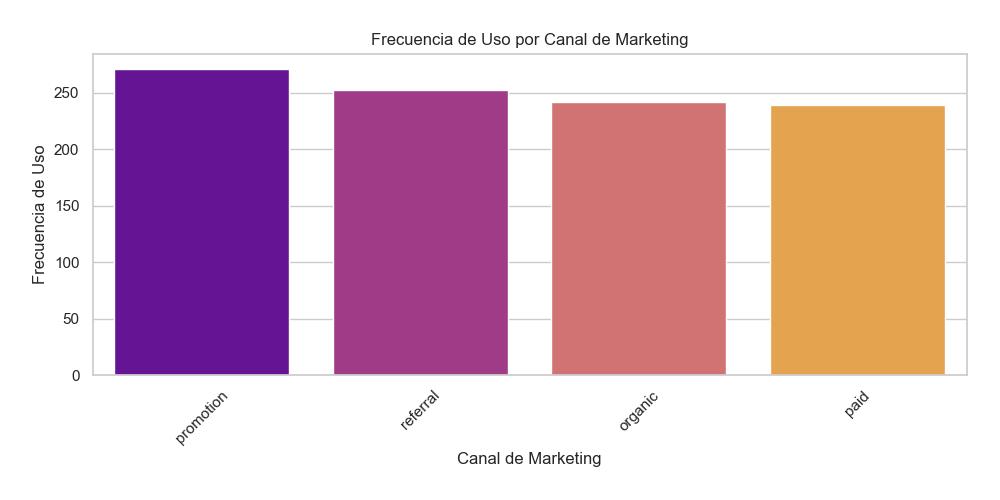 Frecuencia de Uso por Canal de Marketing
Frecuencia de Uso
250
200
150
100
50
0
promotion
referral
organic
paid
Canal de Marketing